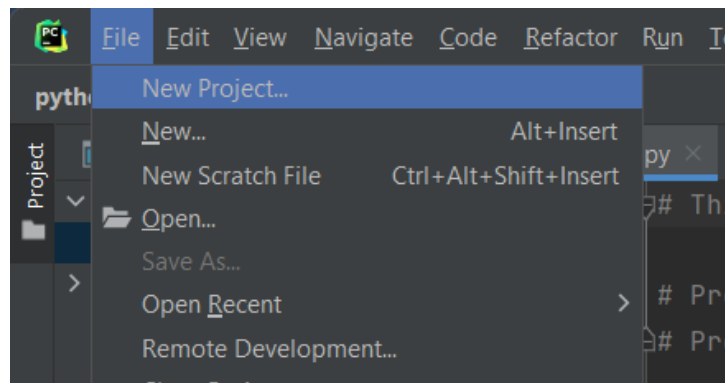 PC File Edit View Navigate Code Refactor Run
New Project...
New... Alt+Insert
py
New Scratch File Ctrl+Alt+Shift+Insert
Project
# Th
Open...
Save As...
Open Recent
# Pr
Remote Development...
# Pr